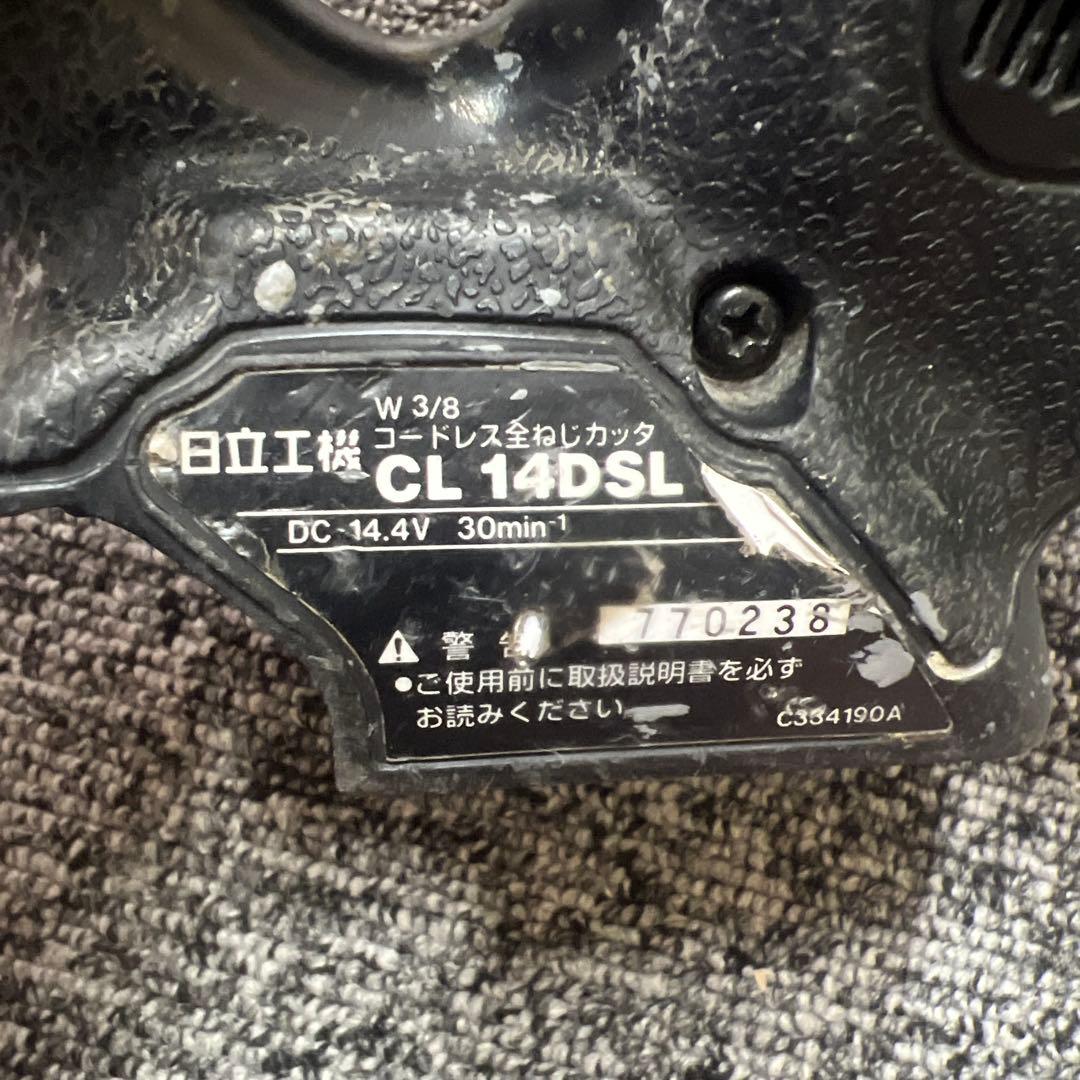 W 3/8
日立工機 コードレス全ねじカッタ
CL 14DSL
DC 14.4V 30min-1
770238
⚠ 警告
●ご使用前に取扱説明書を必ず
お読みください
C334190A